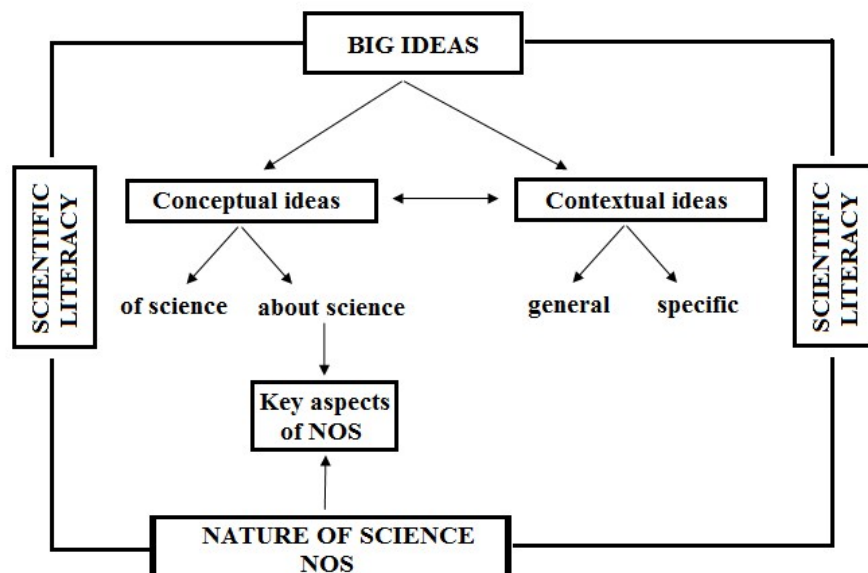 BIG IDEAS
SCIENTIFIC
LITERACY
Conceptual ideas
Contextual ideas
SCIENTIFIC
LITERACY
of science
about science
general
specific
Key aspects
of NOS
NATURE OF SCIENCE
NOS